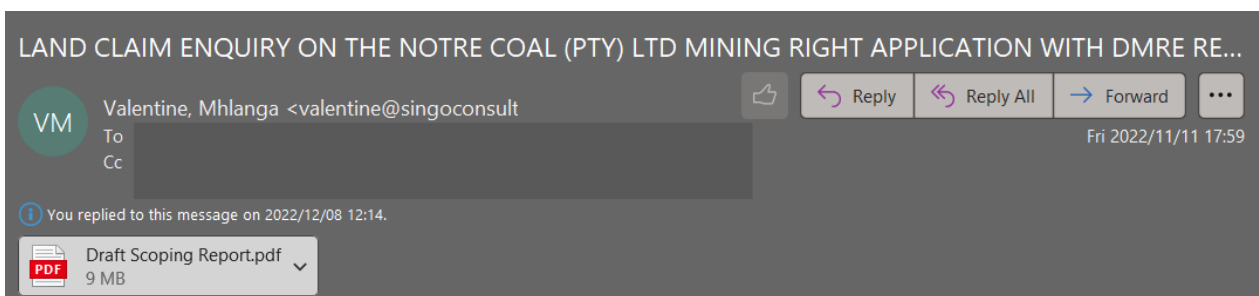 LAND CLAIM ENQUIRY ON THE NOTRE COAL (PTY) LTD MINING RIGHT APPLICATION WITH DMRE RE...
VM
Valentine, Mhlanga <valentine@singoconsult
Reply
Reply All
Forward
To
Cc
Fri 2022/11/11 17:59
You replied to this message on 2022/12/08 12:14.
PDF
Draft Scoping Report.pdf
9 MB